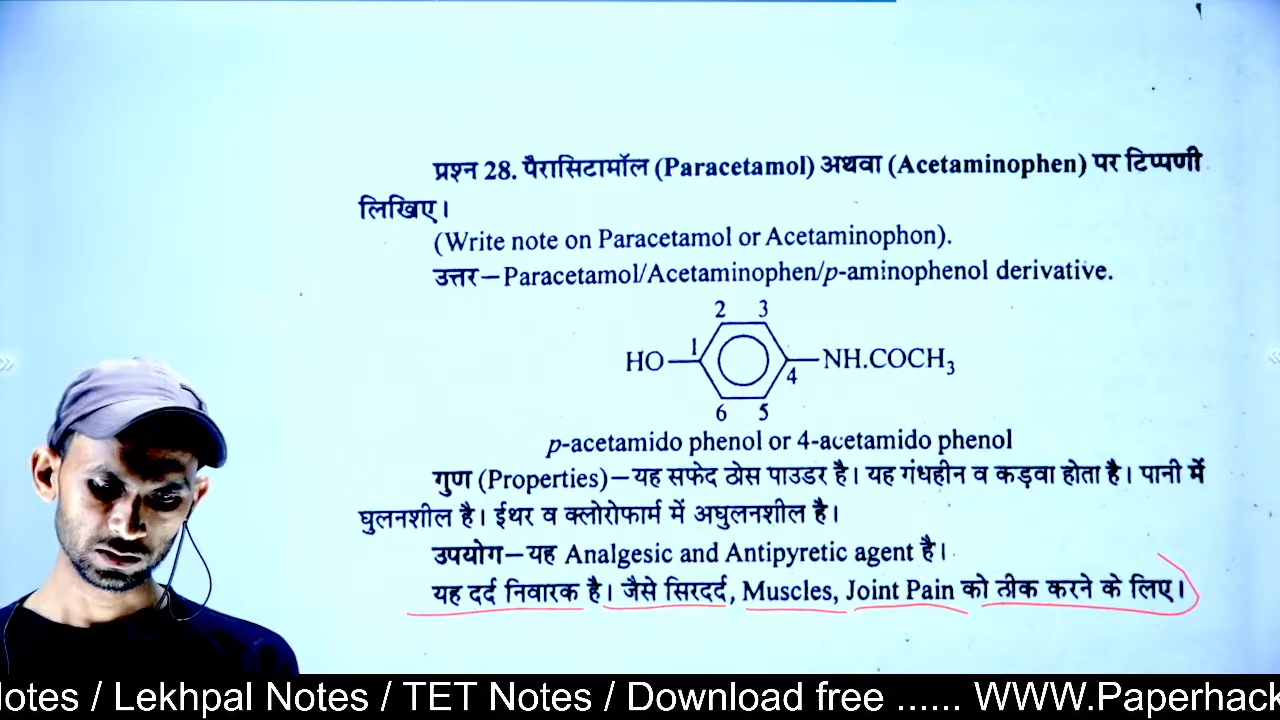 प्रश्न 28. पैरासिटामॉल (Paracetamol) अथवा (Acetaminophen) पर टिप्पणी
लिखिए।
(Write note on Paracetamol or Acetaminophon).
उत्तर—Paracetamol/Acetaminophen/p-aminophenol derivative.
2 3
HO 1 4 NH.COCH₃
6 5
p-acetamido phenol or 4-acetamido phenol
गुण (Properties)—यह सफेद ठोस पाउडर है। यह गंधहीन व कड़वा होता है। पानी में
घुलनशील है। ईथर व क्लोरोफार्म में अघुलनशील है।
उपयोग—यह Analgesic and Antipyretic agent है।
यह दर्द निवारक है। जैसे सिरदर्द, Muscles, Joint Pain को ठीक करने के लिए।
Notes / Lekhpal Notes / TET Notes / Download free ...... WWW.Paperhack